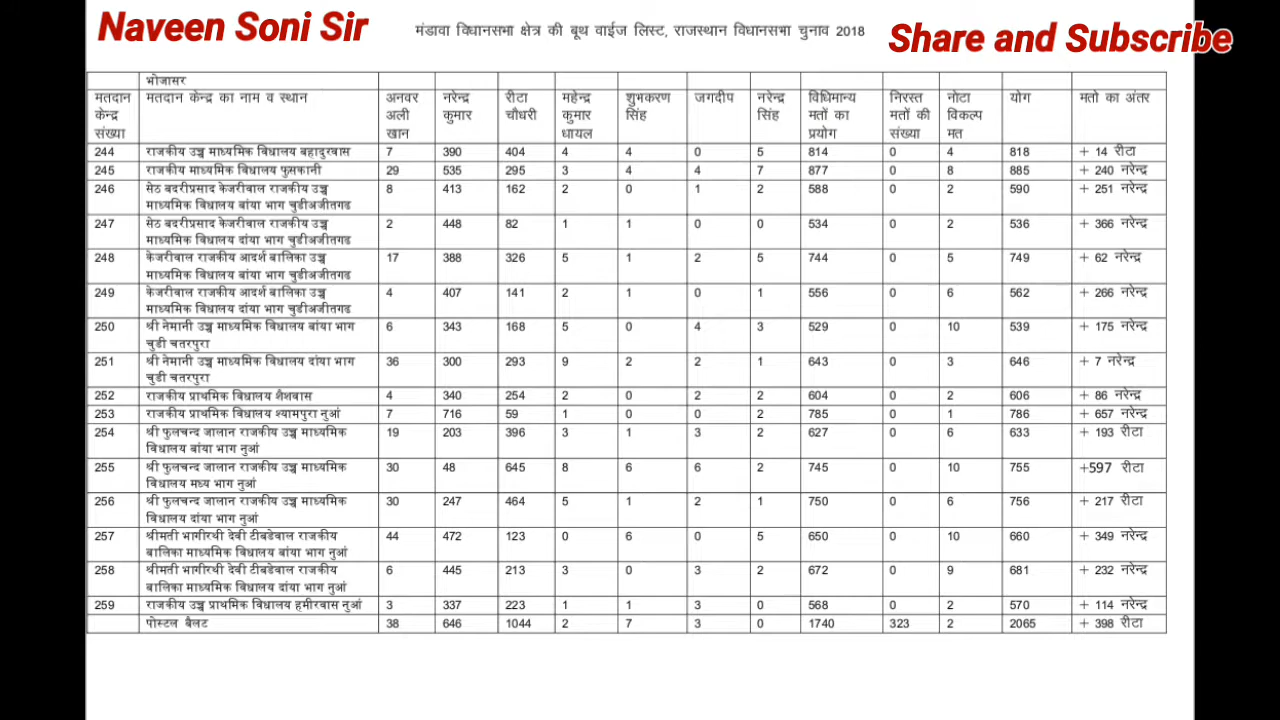 Naveen Soni Sir
मंडावा विधानसभा क्षेत्र की बूथ वाईज लिस्ट, राजस्थान विधानसभा चुनाव 2018
Share and Subscribe
भोजासर
मतदान केन्द्र संख्या मतदान केन्द्र का नाम व स्थान अनवर अली खान नरेन्द्र कुमार रीटा चौधरी महेन्द्र कुमार धायल शुभकरण सिंह जगदीप नरेन्द्र सिंह विधिमान्य मतों का प्रयोग निरस्त मतों की संख्या नोटा विकल्प मत योग मतो का अंतर
244 राजकीय उच्च माध्यमिक विधालय बहादुरवास 7 390 404 4 4 0 5 814 0 4 818 + 14 रीटा
245 राजकीय माध्यमिक विधालय फुसकानी 29 535 295 3 4 4 7 877 0 8 885 + 240 नरेन्द्र
246 सेठ बदरीप्रसाद केजरीवाल राजकीय उच्च 8 413 162 2 0 1 2 588 0 2 590 + 251 नरेन्द्र
माध्यमिक विधालय बांया भाग चुडीअजीतगढ
247 सेठ बदरीप्रसाद केजरीवाल राजकीय उच्च 2 448 82 1 1 0 0 534 0 2 536 + 366 नरेन्द्र
माध्यमिक विधालय दांया भाग चुडीअजीतगढ
248 केजरीवाल राजकीय आदर्श बालिका उच्च 17 388 326 5 1 2 5 744 0 5 749 + 62 नरेन्द्र
माध्यमिक विधालय बांया भाग चुडीअजीतगढ
249 केजरीवाल राजकीय आदर्श बालिका उच्च 4 407 141 2 1 0 1 556 0 6 562 + 266 नरेन्द्र
माध्यमिक विधालय दांया भाग चुडीअजीतगढ
250 श्री नेमानी उच्च माध्यमिक विधालय बांया भाग 6 343 168 5 0 4 3 529 0 10 539 + 175 नरेन्द्र
चुडी चतरपुरा
251 श्री नेमानी उच्च माध्यमिक विधालय दांया भाग 36 300 293 9 2 2 1 643 0 3 646 + 7 नरेन्द्र
चुडी चतरपुरा
252 राजकीय प्राथमिक विधालय शैशवास 4 340 254 2 0 2 2 604 0 2 606 + 86 नरेन्द्र
253 राजकीय प्राथमिक विधालय श्यामपुरा नुआं 7 716 59 1 0 0 2 785 0 1 786 + 657 नरेन्द्र
254 श्री फुलचन्द जालान राजकीय उच्च माध्यमिक 19 203 396 3 1 3 2 627 0 6 633 + 193 रीटा
विधालय बांया भाग नुआं
255 श्री फुलचन्द जालान राजकीय उच्च माध्यमिक 30 48 645 8 6 6 2 745 0 10 755 +597 रीटा
विधालय मध्य भाग नुआं
256 श्री फुलचन्द जालान राजकीय उच्च माध्यमिक 30 247 464 5 1 2 1 750 0 6 756 + 217 रीटा
विधालय दांया भाग नुआं
257 श्रीमती भागीरथी देवी टीबडेवाल राजकीय 44 472 123 0 6 0 5 650 0 10 660 + 349 नरेन्द्र
बालिका माध्यमिक विधालय बांया भाग नुआं
258 श्रीमती भागीरथी देवी टीबडेवाल राजकीय 6 445 213 3 0 3 2 672 0 9 681 + 232 नरेन्द्र
बालिका माध्यमिक विधालय दांया भाग नुआं
259 राजकीय उच्च प्राथमिक विधालय हमीरवास नुआं 3 337 223 1 1 3 0 568 0 2 570 + 114 नरेन्द्र
पोस्टल बैलट 38 646 1044 2 7 3 0 1740 323 2 2065 + 398 रीटा